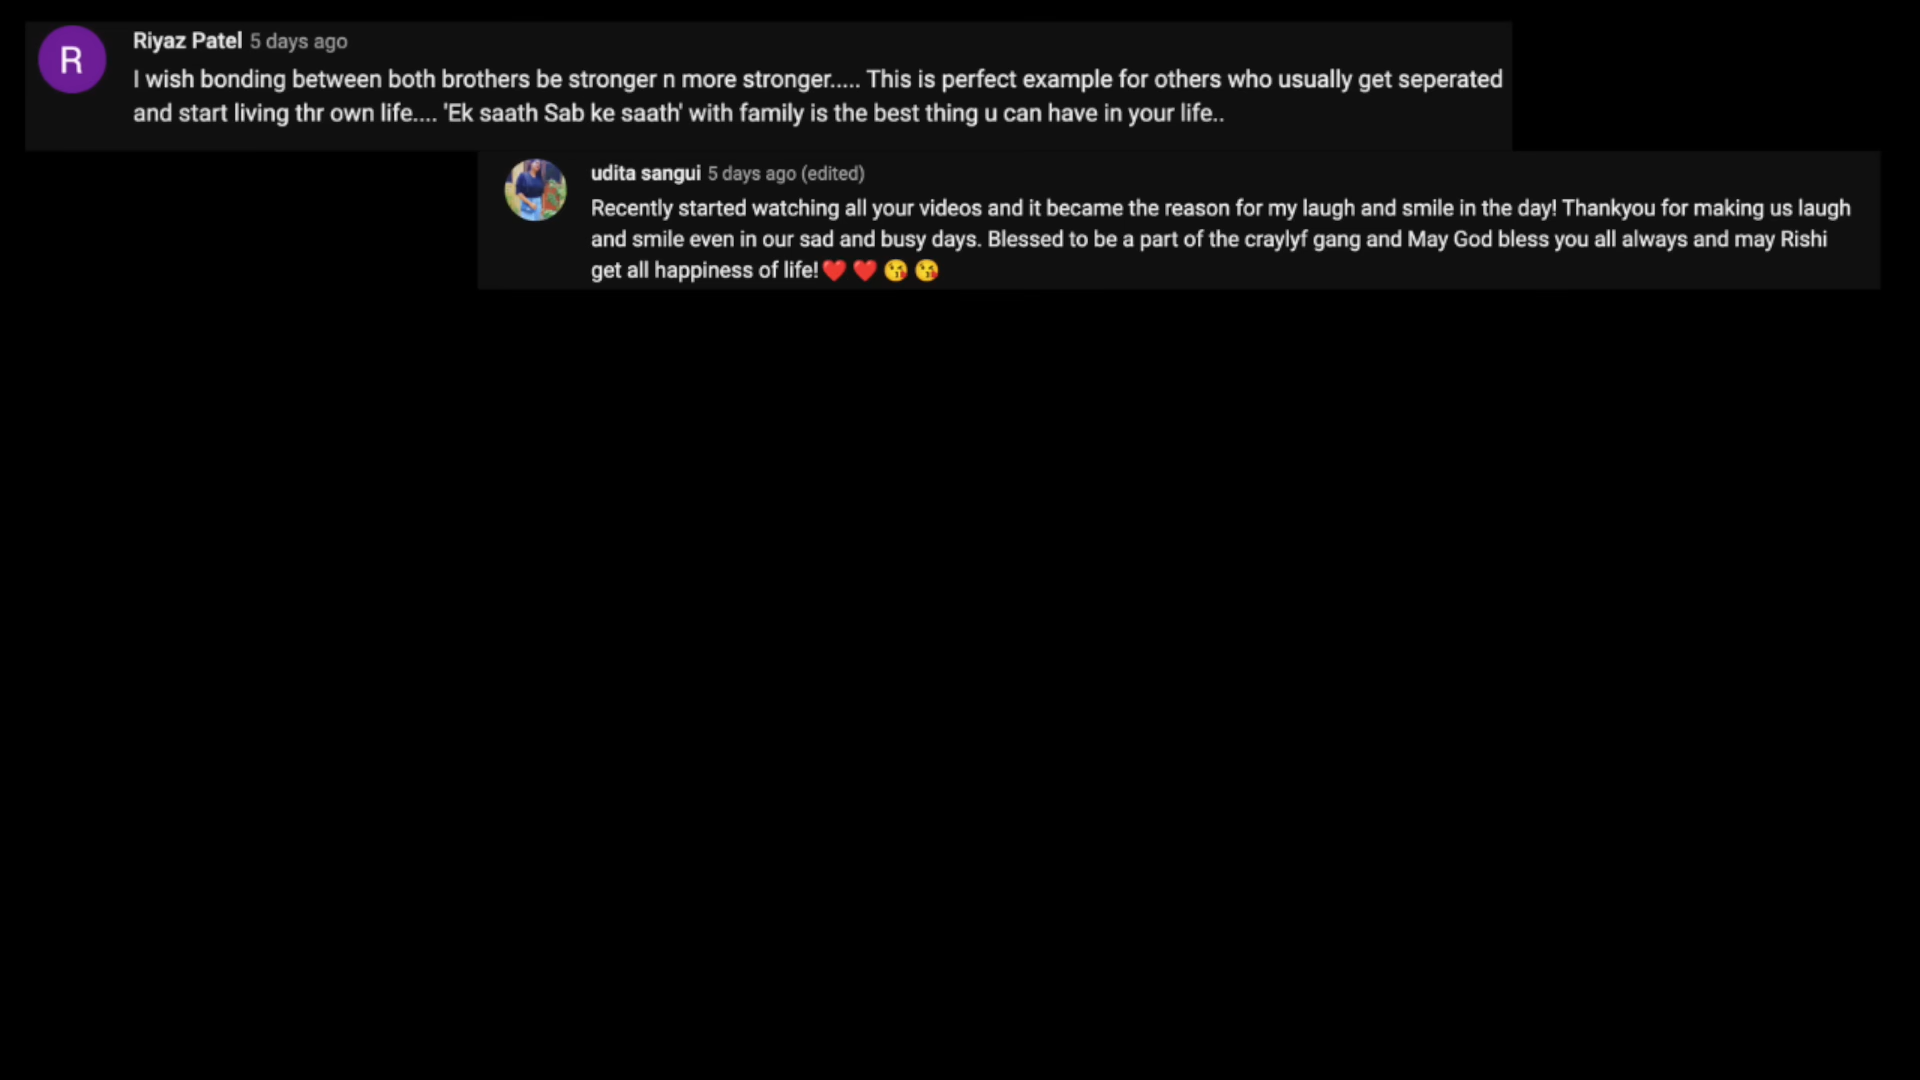 R
Riyaz Patel 5 days ago
I wish bonding between both brothers be stronger n more stronger..... This is perfect example for others who usually get seperated
and start living thr own life.... 'Ek saath Sab ke saath' with family is the best thing u can have in your life..
udita sangui 5 days ago (edited)
Recently started watching all your videos and it became the reason for my laugh and smile in the day! Thankyou for making us laugh
and smile even in our sad and busy days. Blessed to be a part of the craylyf gang and May God bless you all always and may Rishi
get all happiness of life!❤️❤️😘😘